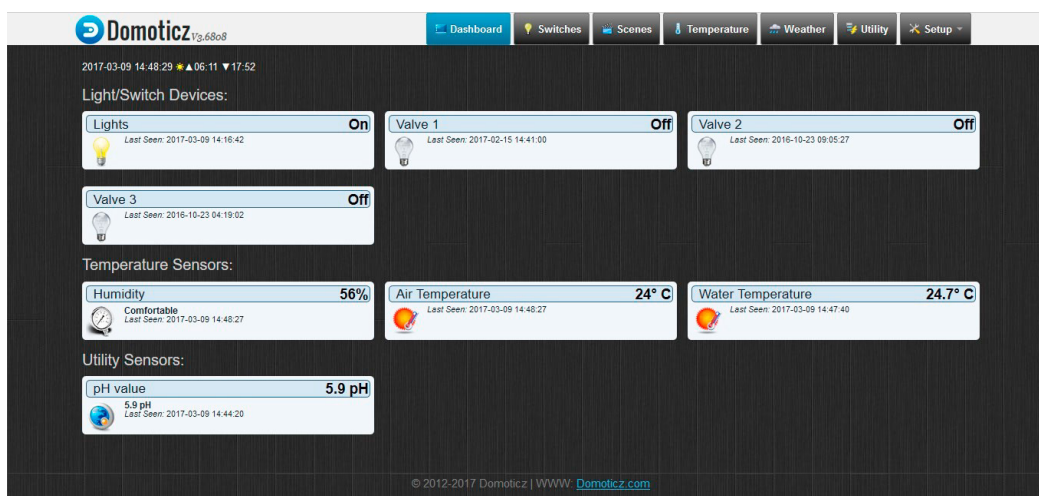 Domoticz V3.6808
Dashboard Switches Scenes Temperature Weather Utility Setup
2017-03-09 14:48:29 ☀▲06:11 ▼17:52
Light/Switch Devices:
Lights On
Last Seen: 2017-03-09 14:16:42
Valve 1 Off
Last Seen: 2017-02-15 14:41:00
Valve 2 Off
Last Seen: 2016-10-23 09:05:27
Valve 3 Off
Last Seen: 2016-10-23 04:19:02
Temperature Sensors:
Humidity 56%
Comfortable
Last Seen: 2017-03-09 14:48:27
Air Temperature 24° C
Last Seen: 2017-03-09 14:48:27
Water Temperature 24.7° C
Last Seen: 2017-03-09 14:47:40
Utility Sensors:
pH value 5.9 pH
5.9 pH
Last Seen: 2017-03-09 14:44:20
© 2012-2017 Domoticz | WWW: Domoticz.com